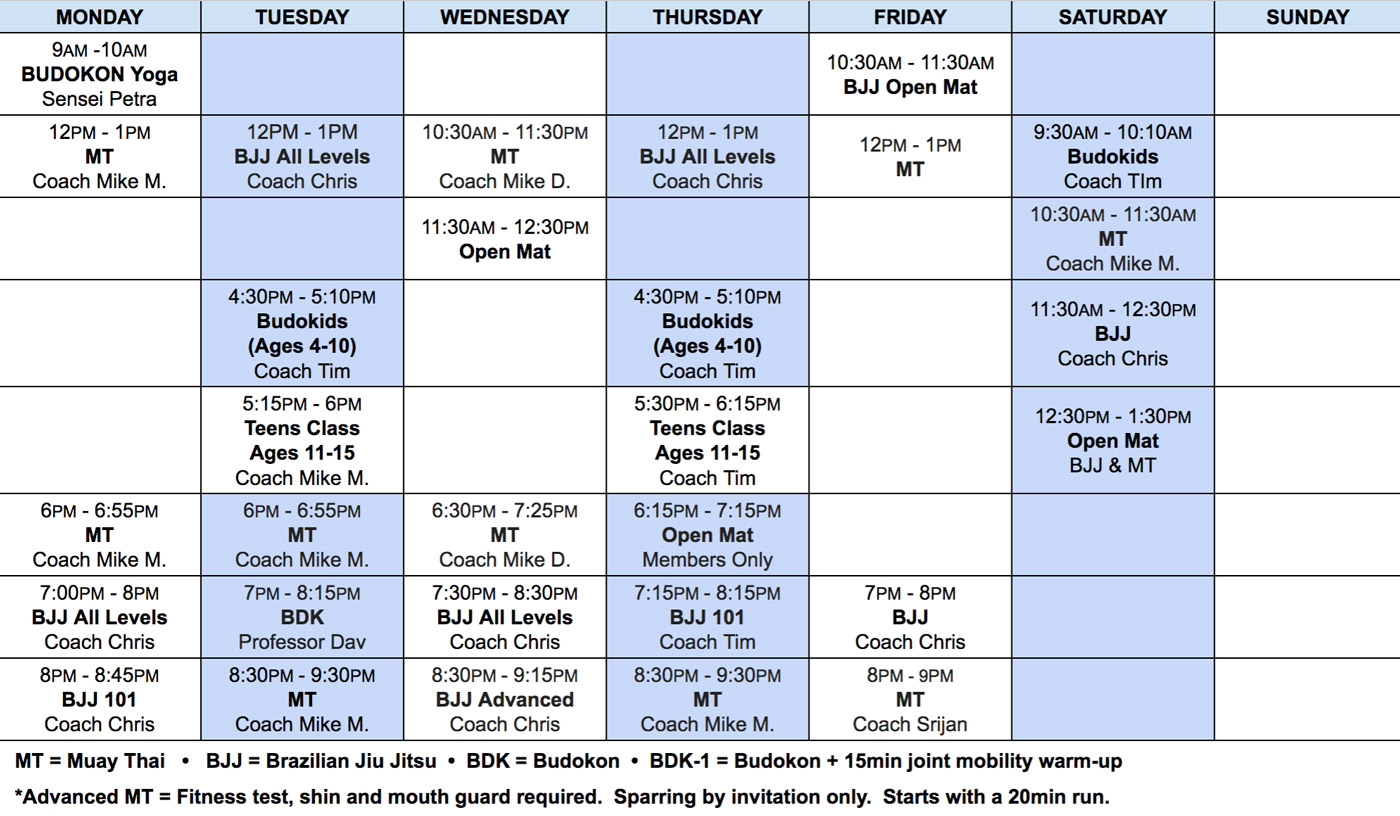 MONDAY TUESDAY WEDNESDAY THURSDAY FRIDAY SATURDAY SUNDAY
9AM -10AM
BUDOKON Yoga
Sensei Petra
10:30AM - 11:30AM
BJJ Open Mat
12PM - 1PM
MT
Coach Mike M.
12PM - 1PM
BJJ All Levels
Coach Chris
10:30AM - 11:30PM
MT
Coach Mike D.
12PM - 1PM
BJJ All Levels
Coach Chris
12PM - 1PM
MT
9:30AM - 10:10AM
Budokids
Coach TIm
11:30AM - 12:30PM
Open Mat
10:30AM - 11:30AM
MT
Coach Mike M.
4:30PM - 5:10PM
Budokids
(Ages 4-10)
Coach Tim
4:30PM - 5:10PM
Budokids
(Ages 4-10)
Coach Tim
11:30AM - 12:30PM
BJJ
Coach Chris
5:15PM - 6PM
Teens Class
Ages 11-15
Coach Mike M.
5:30PM - 6:15PM
Teens Class
Ages 11-15
Coach Tim
12:30PM - 1:30PM
Open Mat
BJJ & MT
6PM - 6:55PM
MT
Coach Mike M.
6PM - 6:55PM
MT
Coach Mike M.
6:30PM - 7:25PM
MT
Coach Mike D.
6:15PM - 7:15PM
Open Mat
Members Only
7:00PM - 8PM
BJJ All Levels
Coach Chris
7PM - 8:15PM
BDK
Professor Dav
7:30PM - 8:30PM
BJJ All Levels
Coach Chris
7:15PM - 8:15PM
BJJ 101
Coach Tim
7PM - 8PM
BJJ
Coach Chris
8PM - 8:45PM
BJJ 101
Coach Chris
8:30PM - 9:30PM
MT
Coach Mike M.
8:30PM - 9:15PM
BJJ Advanced
Coach Chris
8:30PM - 9:30PM
MT
Coach Mike M.
8PM - 9PM
MT
Coach Srijan
MT = Muay Thai • BJJ = Brazilian Jiu Jitsu • BDK = Budokon • BDK-1 = Budokon + 15min joint mobility warm-up
*Advanced MT = Fitness test, shin and mouth guard required. Sparring by invitation only. Starts with a 20min run.